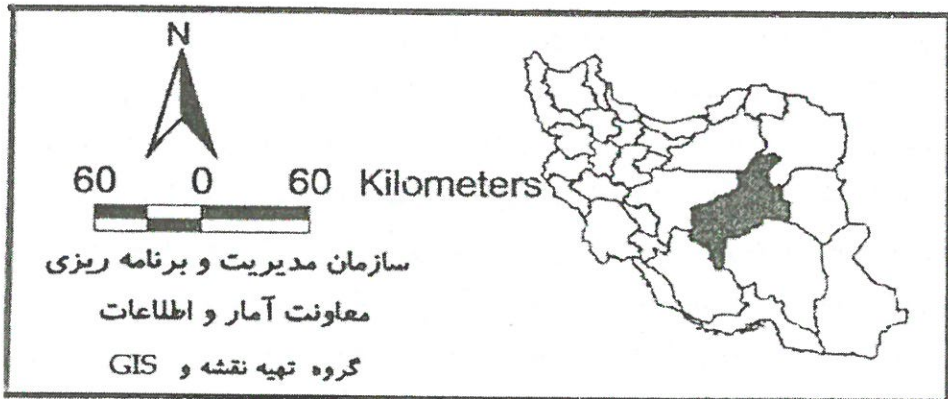 N
60 0 60 Kilometers
سازمان مدیریت و برنامه ریزی
معاونت آمار و اطلاعات
گروه تهیه نقشه و GIS